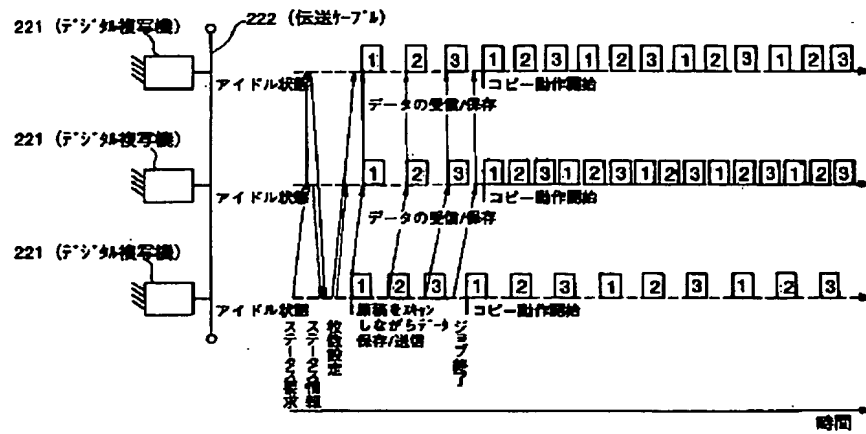 221 (デジタル複写機)
222 (伝送ケーブル)
1 2 3 1 2 3 1 2 3 1 2 3
アイドル状態
コピー動作開始
データの受信/保存
221 (デジタル複写機)
1 2 3 1 2 3 1 2 3 1 2 3 1 2 3
アイドル状態
コピー動作開始
データの受信/保存
221 (デジタル複写機)
1 2 3 1 2 3 1 2 3
アイドル状態
ステータス要求
ステータス情報
枚数設定
原稿をスキャン
しながらデータ
保存/送信
ジョブ終了
コピー動作開始
時間